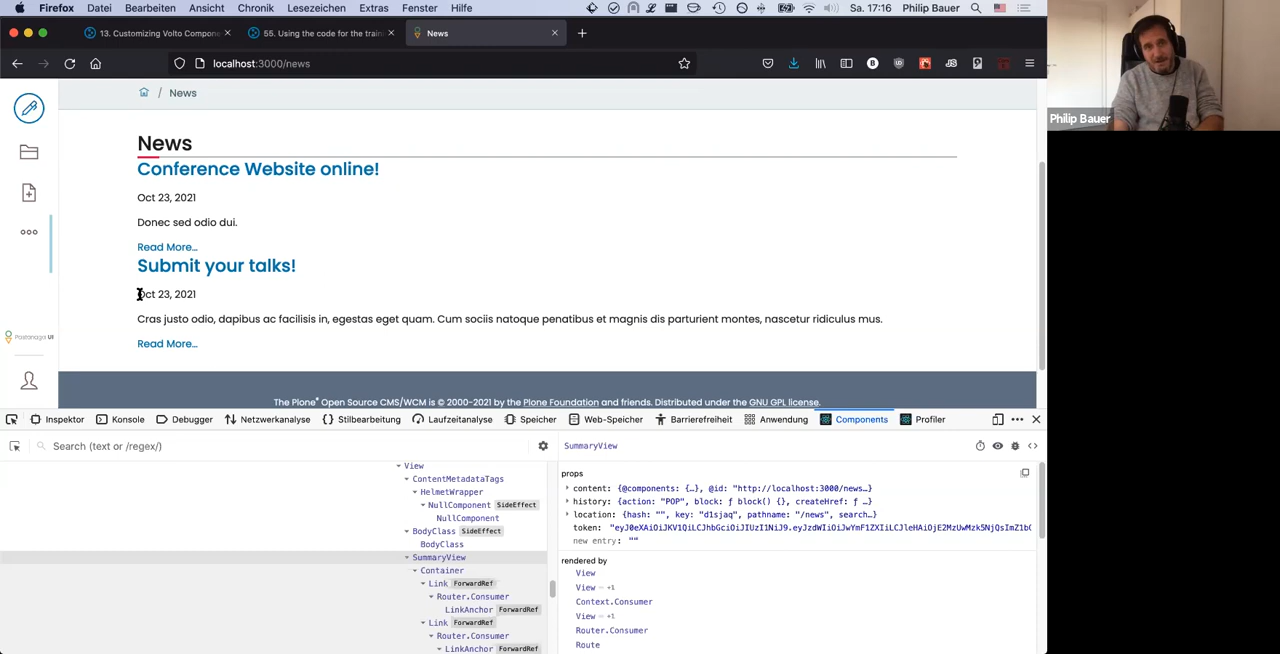 Firefox Datei Bearbeiten Ansicht Chronik Lesezeichen Extras Fenster Hilfe Sa. 17:16 Philip Bauer
13. Customizing Volto Compone 55. Using the code for the traini News
localhost:3000/news
/ News
News
Conference Website online!
Oct 23, 2021
Donec sed odio dui.
Read More...
Submit your talks!
Oct 23, 2021
Cras justo odio, dapibus ac facilisis in, egestas eget quam. Cum sociis natoque penatibus et magnis dis parturient montes, nascetur ridiculus mus.
Read More...
Pastanaga UI
The Plone® Open Source CMS/WCM is © 2000-2021 by the Plone Foundation and friends. Distributed under the GNU GPL license.
Philip Bauer
Inspektor Konsole Debugger Netzwerkanalyse Stilbearbeitung Laufzeitanalyse Speicher Web-Speicher Barrierefreiheit Anwendung Components Profiler
Search (text or /regex/)
View
ContentMetadataTags
HelmetWrapper
NullComponent SideEffect
NullComponent
BodyClass SideEffect
BodyClass
SummaryView
Container
Link ForwardRef
Router.Consumer
LinkAnchor ForwardRef
Link ForwardRef
Router.Consumer
LinkAnchor ForwardRef
SummaryView
props
content: {@components: {…}, @id: "http://localhost:3000/news…}
history: {action: "POP", block: ƒ block() {}, createHref: ƒ …}
location: {hash: "", key: "d1sjaq", pathname: "/news", search…}
token:
new entry: ""
rendered by
View
View +1
Context.Consumer
View +1
Router.Consumer
Route